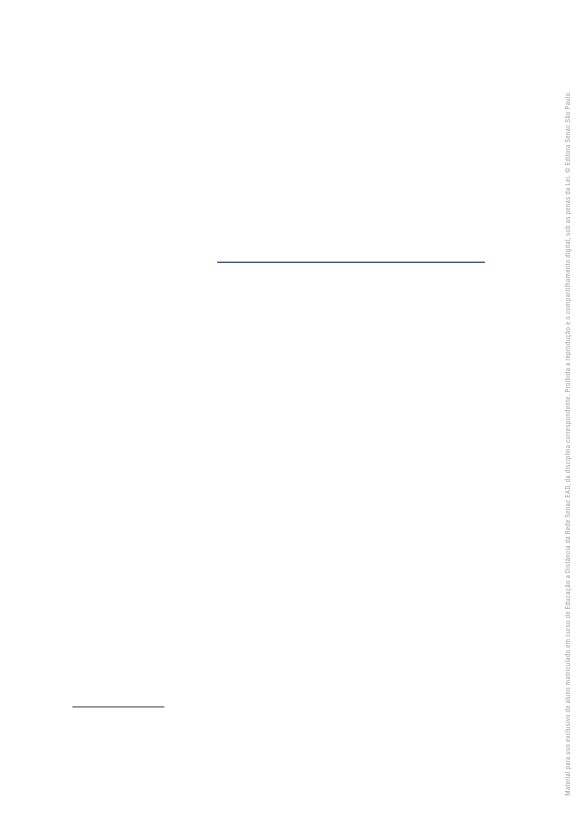 Material para uso exclusivo de aluno matriculado em curso de Educação a Distância da Rede Senac EAD, da disciplina correspondente. Proibida a reprodução e o compartilhamento digital, sob as penas da Lei. © Editora Senac São Paulo.